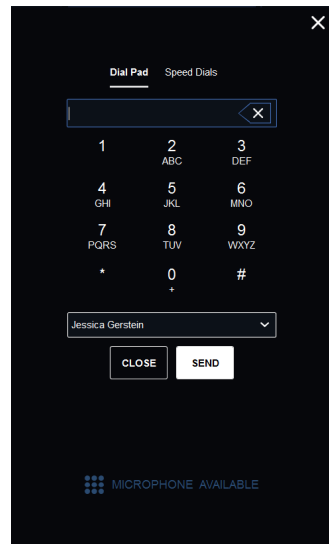 Dial Pad Speed Dials
1 2 3
ABC DEF
4 5 6
GHI JKL MNO
7 8 9
PQRS TUV WXYZ
* 0 #
+
Jessica Gerstein
CLOSE SEND
MICROPHONE AVAILABLE